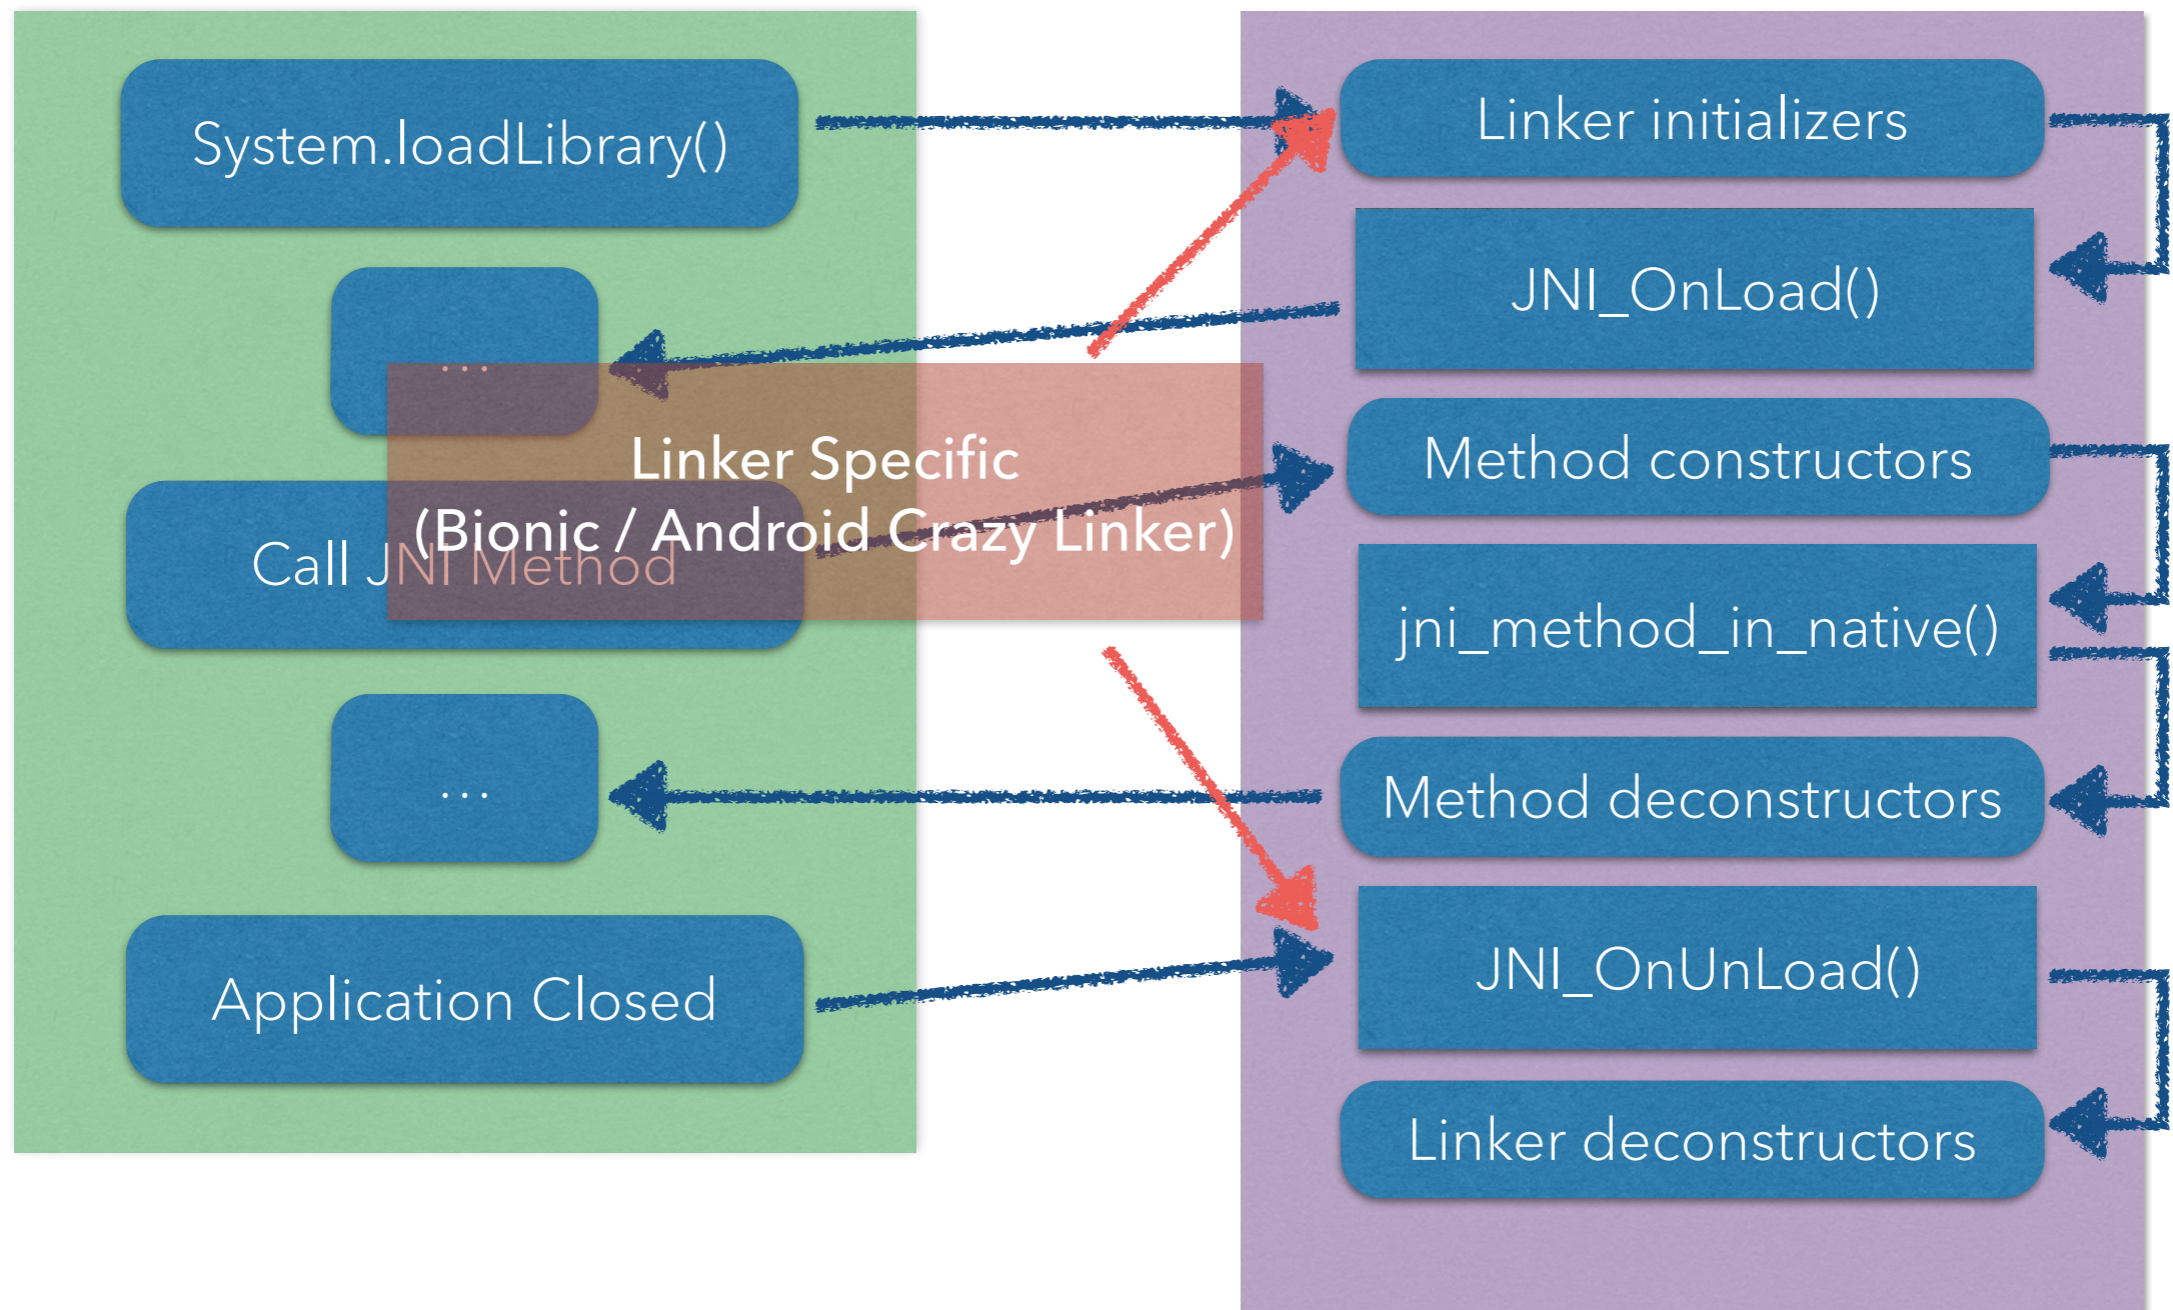 System.loadLibrary()
...
Call JNI Method
...
Application Closed
Linker Specific
(Bionic / Android Crazy Linker)
Linker initializers
JNI_OnLoad()
Method constructors
jni_method_in_native()
Method deconstructors
JNI_OnUnLoad()
Linker deconstructors